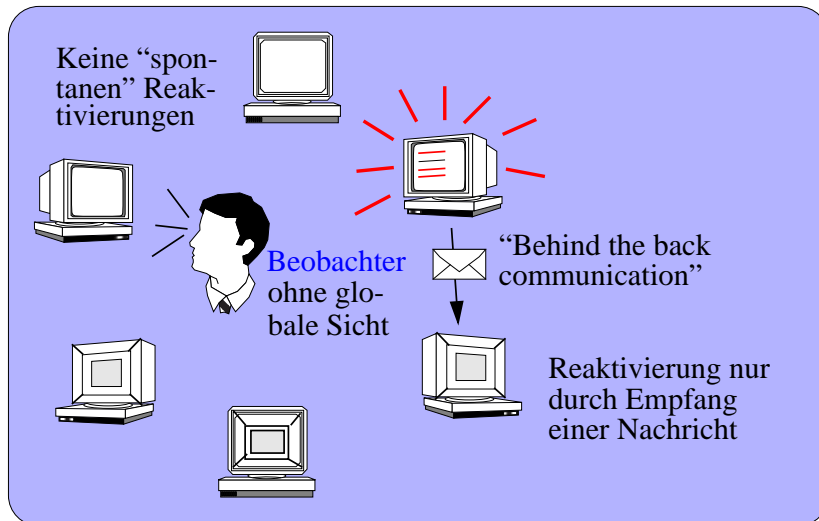 Keine “spon-
tanen” Reak-
tivierungen
Beobachter
ohne glo-
bale Sicht
“Behind the back
communication”
Reaktivierung nur
durch Empfang
einer Nachricht